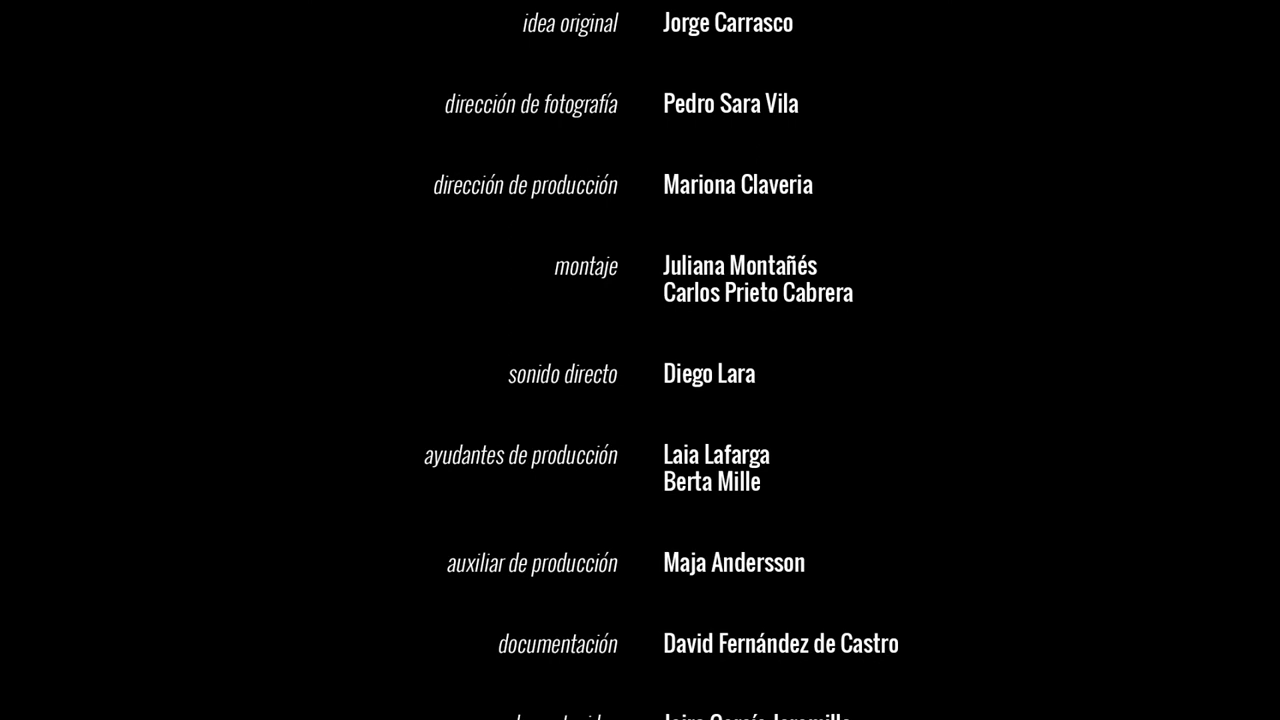 idea original Jorge Carrasco
dirección de fotografía Pedro Sara Vila
dirección de producción Mariona Claveria
montaje Juliana Montañés
Carlos Prieto Cabrera
sonido directo Diego Lara
ayudantes de producción Laia Lafarga
Berta Mille
auxiliar de producción Maja Andersson
documentación David Fernández de Castro